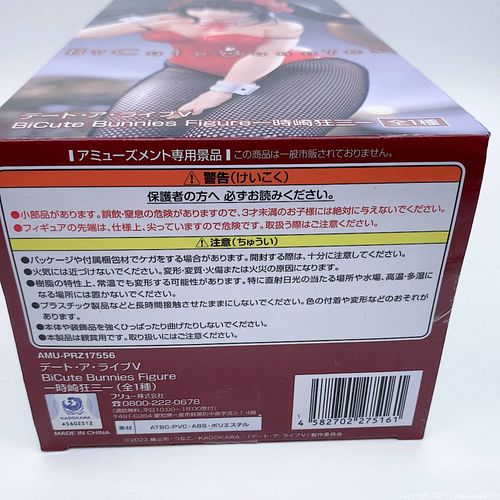 BiCute Bunnies
デート・ア・ライブⅤ
BiCute Bunnies Figureー時崎狂三ー 全1種
アミューズメント専用景品 この商品は一般市販されておりません。
⚠警告(けいこく)
保護者の方へ 必ずお読みください。
●小部品があります。誤飲・窒息の危険がありますので、3才未満のお子様には絶対に与えないでください。
●フィギュアの先端は、仕様上、尖っていますので危険です。取扱う際はご注意ください。
⚠注意(ちゅうい)
●パッケージや付属梱包材でケガをする場合があります。開封する際は、十分に注意してください。
●火気には近づけないでください。変形・変質・火傷または火災の原因になります。
●樹脂の特性上、常温でも変形する可能性があります。特に直射日光の当たる場所や水場、高温・多湿に
なる場所には置かないでください。
●プラスチック製品などと長時間接触させたままにしないでください。色の付着や変形などのおそれが
あります。
●本体や装飾品を強くひっぱったり曲げたりしないでください。
●本製品は観賞用です。取り扱いにはご注意ください。
AMU-PRZ17556
デート・ア・ライブⅤ
BiCute Bunnies Figure
ー時崎狂三ー(全1種)
フリュー株式会社
0800-222-0678
KADOKAWA
A5602512
MADE IN CHINA
素材 ATBC-PVC・ABS・ポリエステル
4 582702 275161
©2022 橘公司・つなこ/KADOKAWA/「デート・ア・ライブⅤ」製作委員会